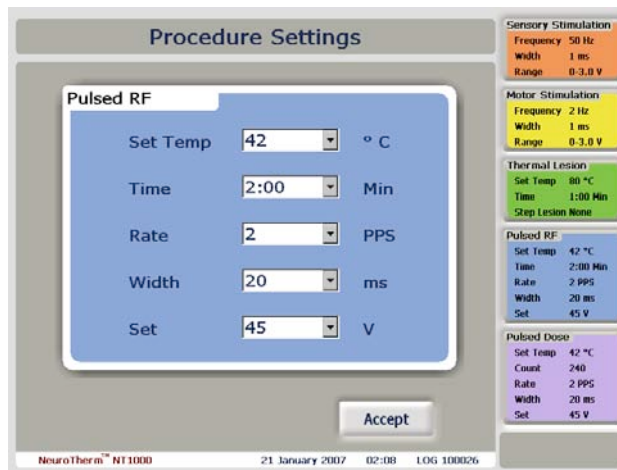 Procedure Settings
Pulsed RF
Set Temp 42 º C
Time 2:00 Min
Rate 2 PPS
Width 20 ms
Set 45 V
Accept
NeuroTherm™ NT1000 21 January 2007 02:08 LOG 100026
Sensory Stimulation
Frequency 50 Hz
Width 1 ms
Range 0-3.0 V
Motor Stimulation
Frequency 2 Hz
Width 1 ms
Range 0-3.0 V
Thermal Lesion
Set Temp 80 °C
Time 1:00 Min
Step Lesion None
Pulsed RF
Set Temp 42 °C
Time 2:00 Min
Rate 2 PPS
Width 20 ms
Set 45 V
Pulsed Dose
Set Temp 42 °C
Count 240
Rate 2 PPS
Width 20 ms
Set 45 V